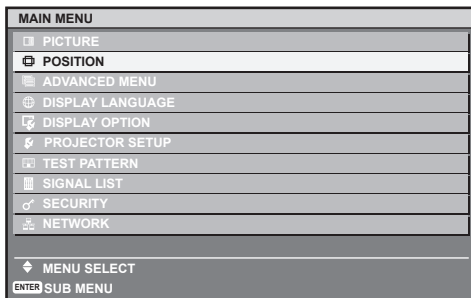 MAIN MENU
PICTURE
POSITION
ADVANCED MENU
DISPLAY LANGUAGE
DISPLAY OPTION
PROJECTOR SETUP
TEST PATTERN
SIGNAL LIST
SECURITY
NETWORK
MENU SELECT
ENTER SUB MENU